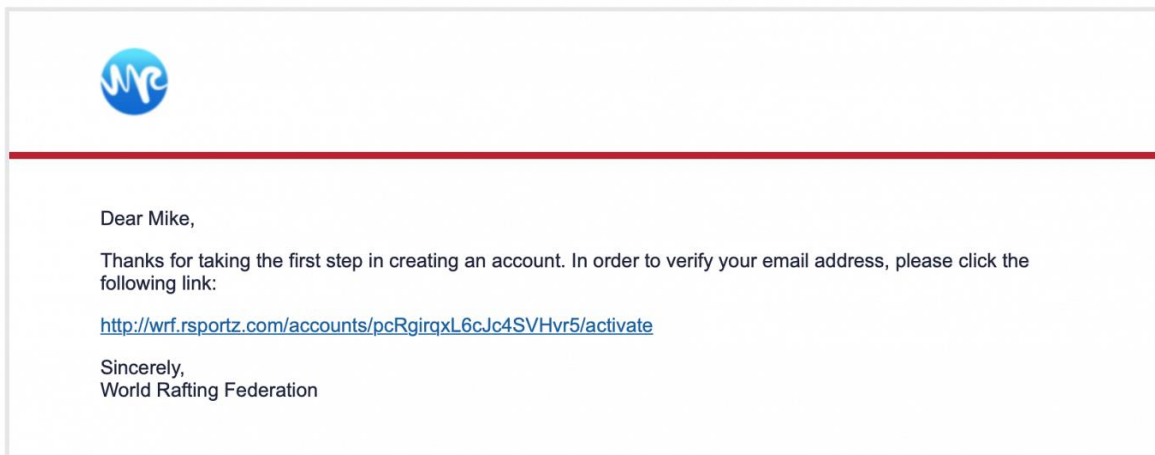 Dear Mike,
Thanks for taking the first step in creating an account. In order to verify your email address, please click the
following link:
http://wrf.rsportz.com/accounts/pcRgirqxL6cJc4SVHvr5/activate
Sincerely,
World Rafting Federation